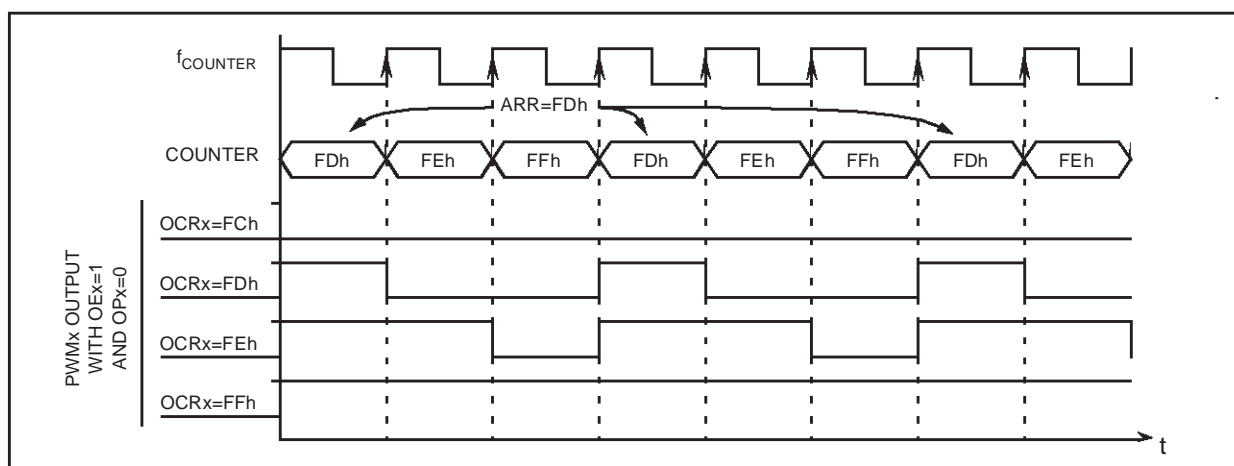 fCOUNTER
ARR=FDh
COUNTER
FDh FEh FFh FDh FEh FFh FDh FEh
PWMx OUTPUT
WITH OEx=1
AND OPx=0
OCRx=FCh
OCRx=FDh
OCRx=FEh
OCRx=FFh
t